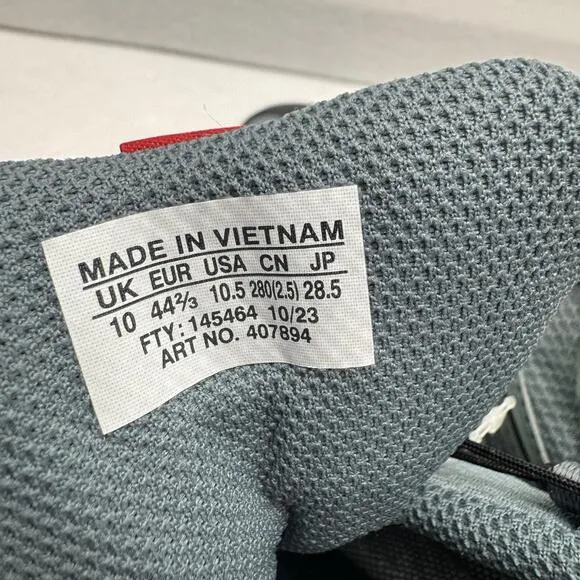 MADE IN VIETNAM
UK EUR USA CN JP
10 44⅔ 10.5 280(2.5) 28.5
FTY: 145464 10/23
ART NO. 407894